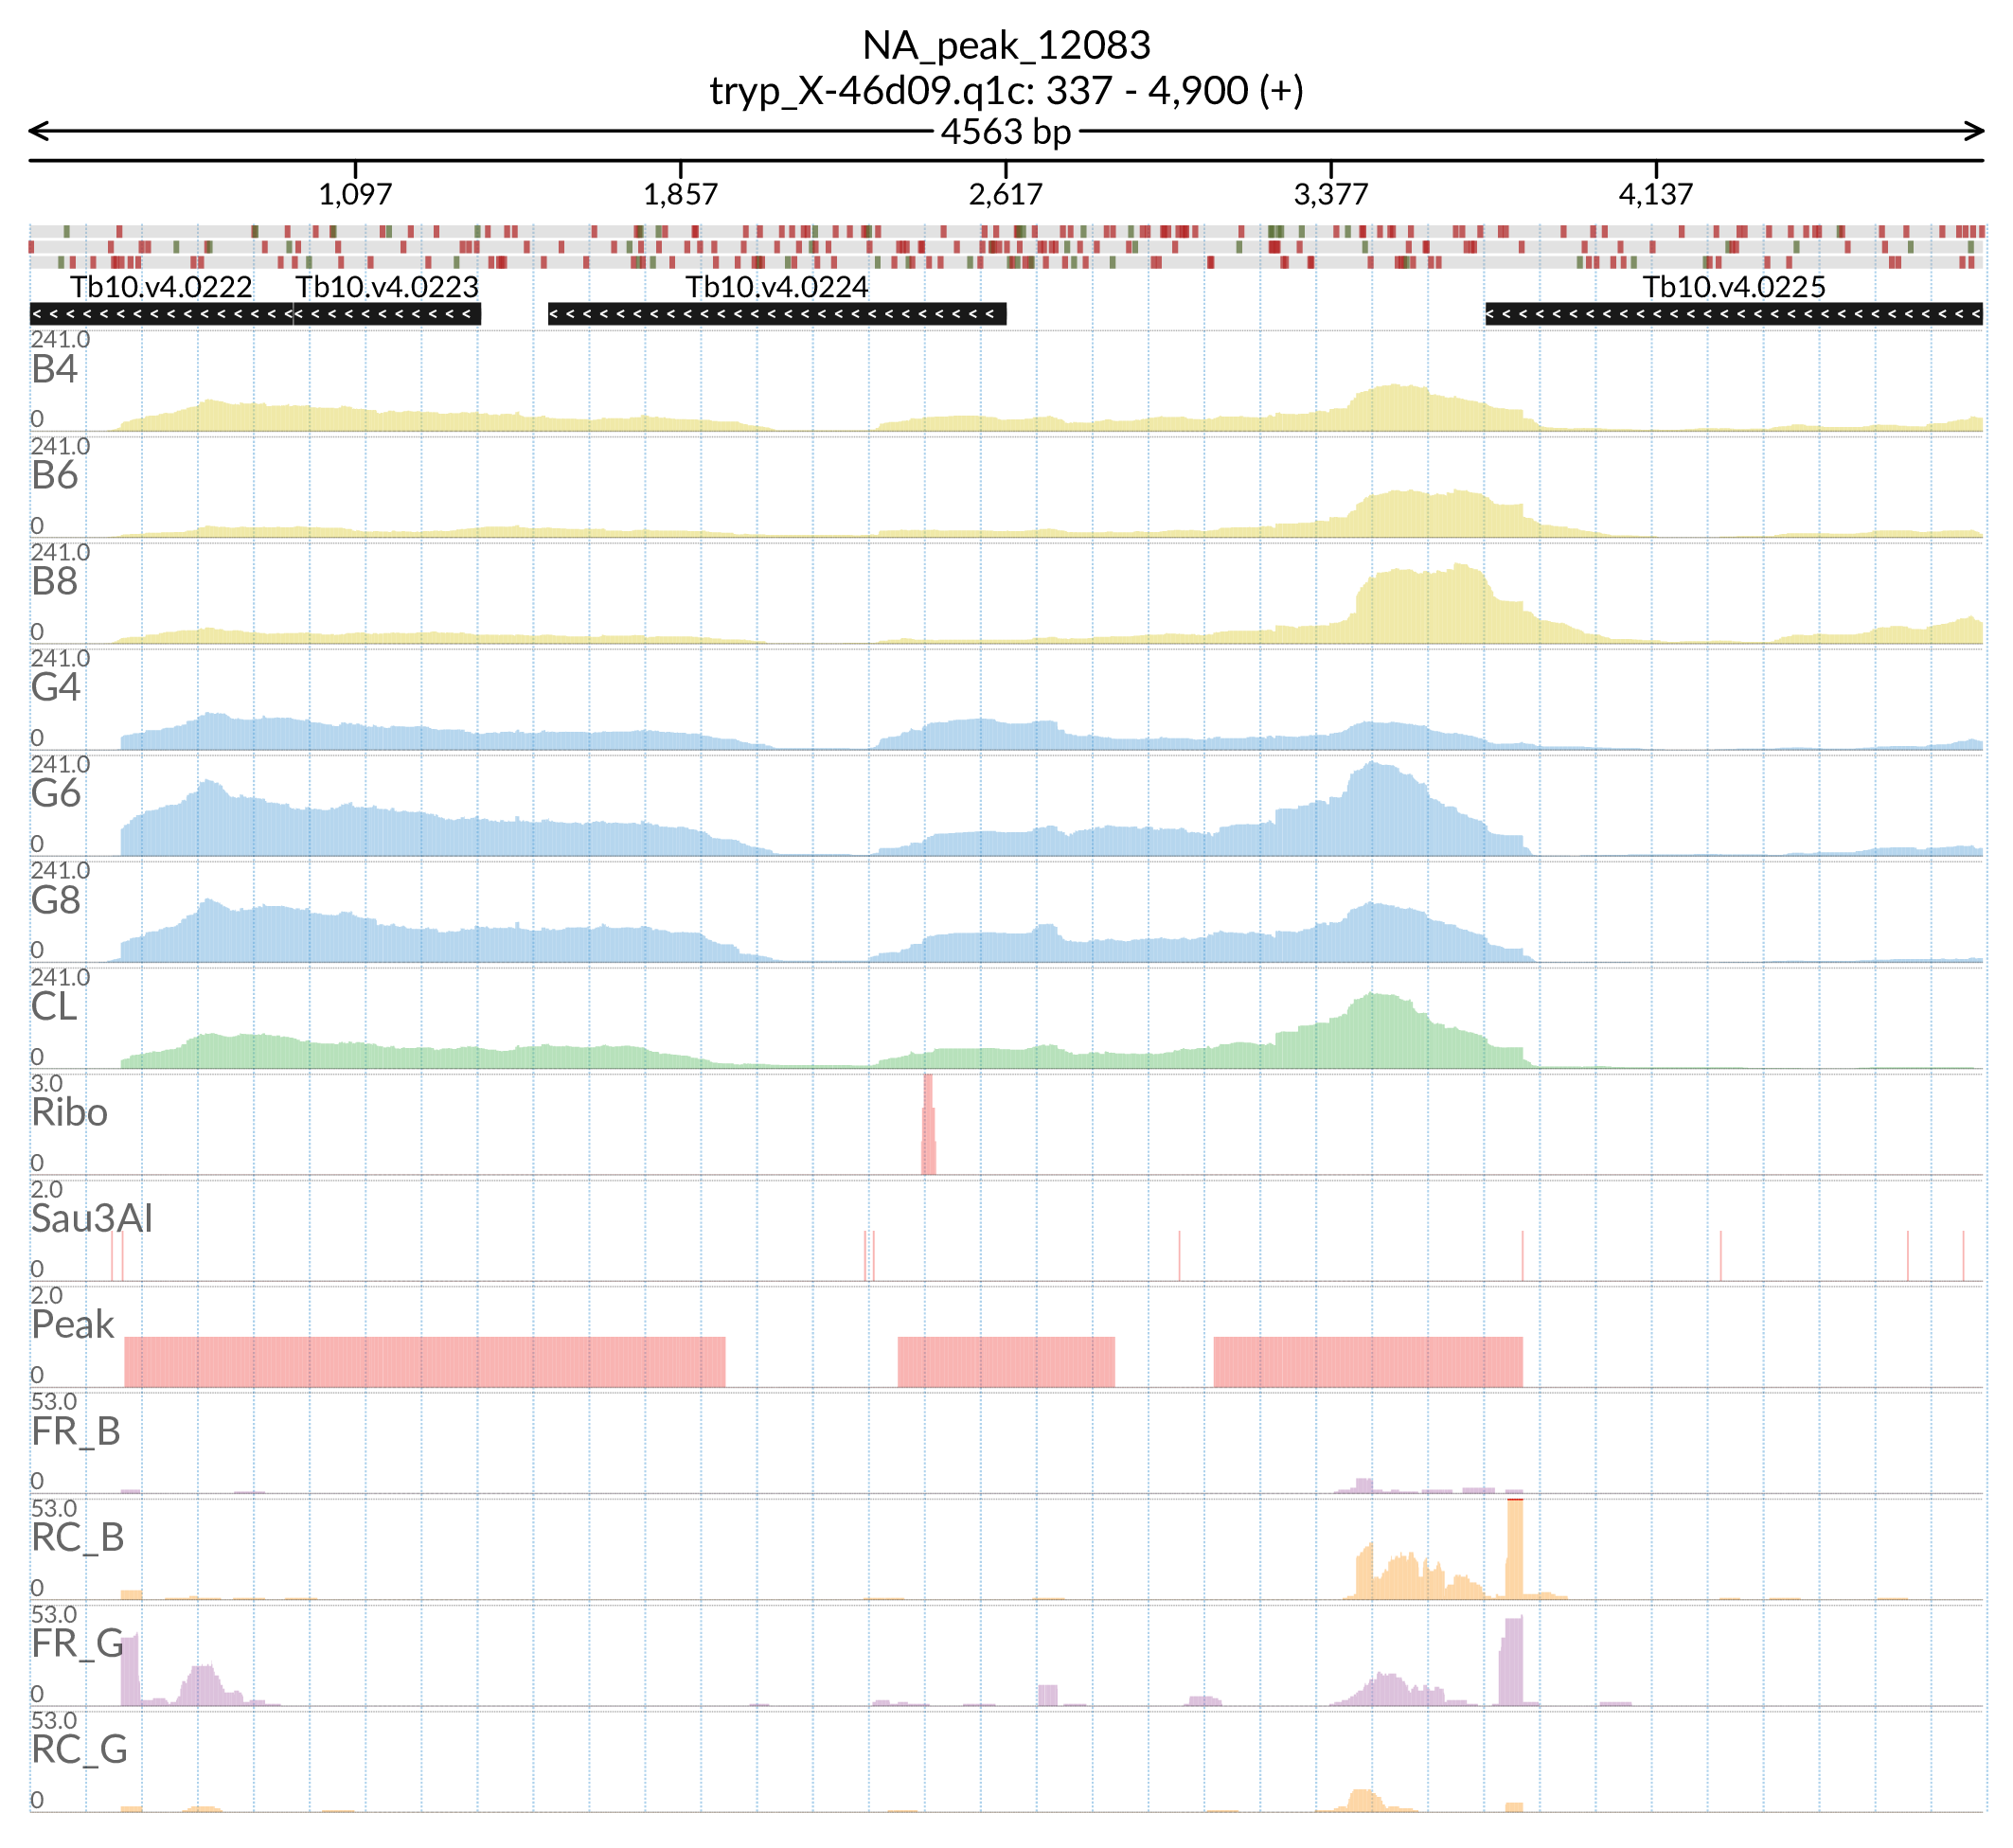 NA_peak_12083
tryp_X-46d09.q1c: 337 - 4,900 (+)
4563 bp
1,097 1,857 2,617 3,377 4,137
Tb10.v4.0222 Tb10.v4.0223 Tb10.v4.0224 Tb10.v4.0225
241.0
B4
0
241.0
B6
0
241.0
B8
0
241.0
G4
0
241.0
G6
0
241.0
G8
0
241.0
CL
0
3.0
Ribo
0
2.0
Sau3AI
0
2.0
Peak
0
53.0
FR_B
0
53.0
RC_B
0
53.0
FR_G
0
53.0
RC_G
0